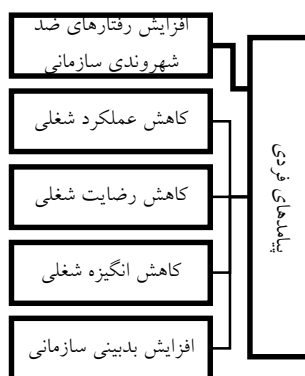 افزایش رفتارهای ضد
شهروندی سازمانی
کاهش عملکرد شغلی
کاهش رضایت شغلی
کاهش انگیزه شغلی
افزایش بدبینی سازمانی
پیامدهای فردی